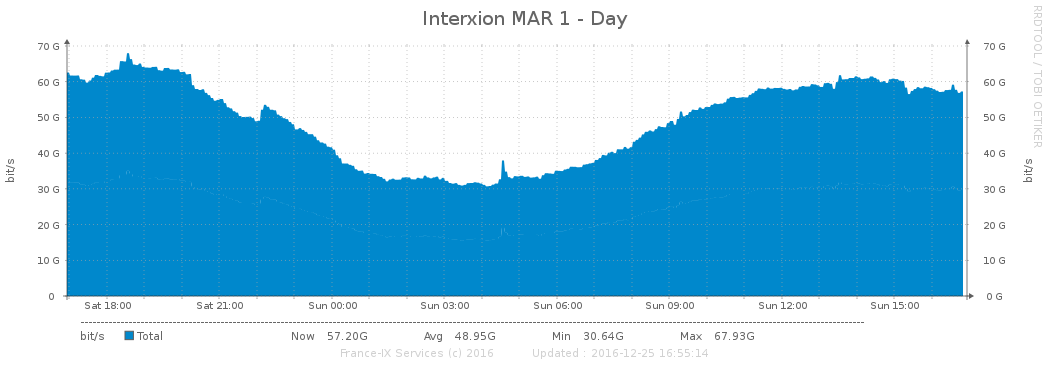 Interxion MAR 1 - Day
RRDTOOL / TOBI OETIKER
bit/s
70 G 70 G
60 G 60 G
50 G 50 G
40 G 40 G
30 G 30 G
20 G 20 G
10 G 10 G
0 0 G
bit/s
Sat 18:00 Sat 21:00 Sun 00:00 Sun 03:00 Sun 06:00 Sun 09:00 Sun 12:00 Sun 15:00
bit/s Total Now 57.20G Avg 48.95G Min 30.64G Max 67.93G
France-IX Services (c) 2016 Updated : 2016-12-25 16:55:14